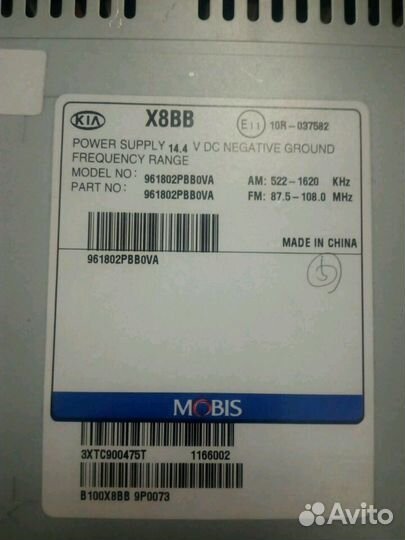 KIA X8BB E11 10R-037582
POWER SUPPLY 14.4 V DC NEGATIVE GROUND
FREQUENCY RANGE
MODEL NO: 961802PBB0VA AM: 522-1620 KHz
PART NO: 961802PBB0VA FM: 87.5-108.0 MHz
MADE IN CHINA
961802PBB0VA
5
MOBIS
3XTC900475T 1166002
B100X8BB 9P0073
Avito